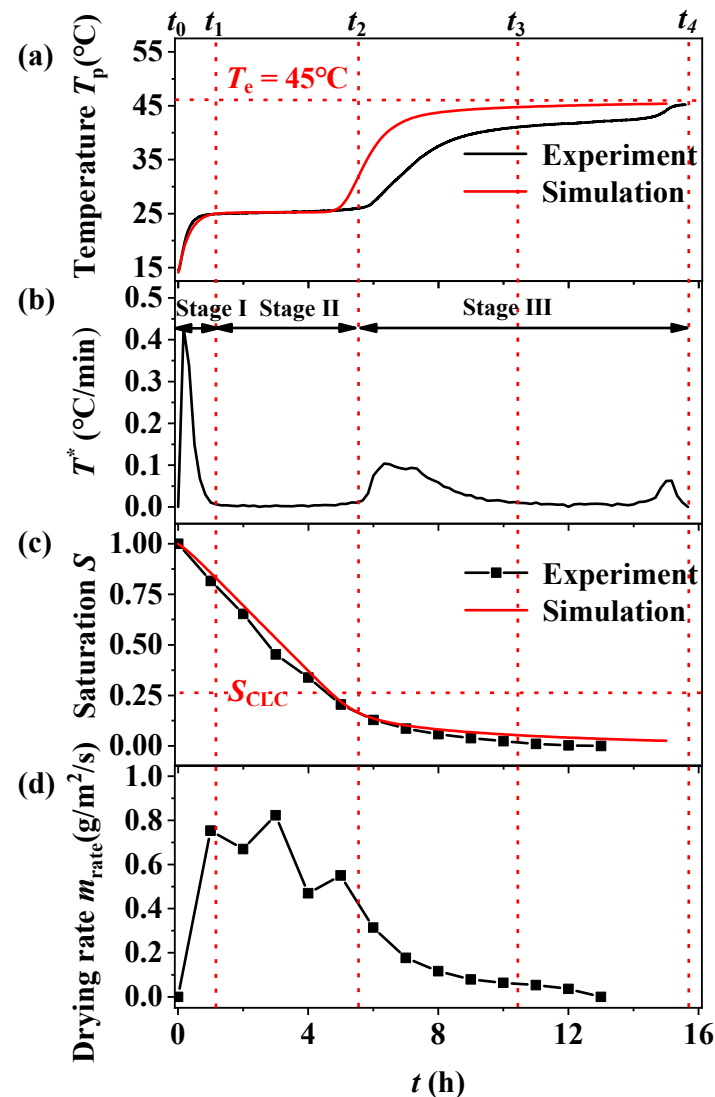 t₀ t₁ t₂ t₃ t₄
(a)
Temperature Tₚ(°C)
55
45
35
25
15
Tₑ = 45°C
Experiment
Simulation
(b)
T* (°C/min)
0.5
0.4
0.3
0.2
0.1
0.0
Stage I Stage II Stage III
(c)
Saturation S
1.00
0.75
0.50
0.25
0.00
Experiment
Simulation
S_CLC
(d)
Drying rate m_rate(g/m²/s)
1.0
0.8
0.6
0.4
0.2
0.0
0 4 8 12 16
t (h)